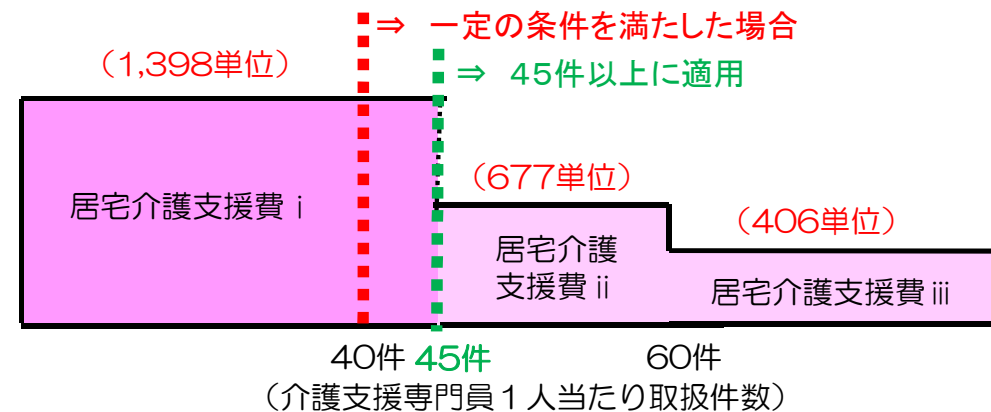 ⇒ 一定の条件を満たした場合
（1,398単位）
⇒ 45件以上に適用
居宅介護支援費ⅰ
（677単位）
居宅介護
支援費ⅱ
（406単位）
居宅介護支援費ⅲ
40件 45件 60件
（介護支援専門員１人当たり取扱件数）